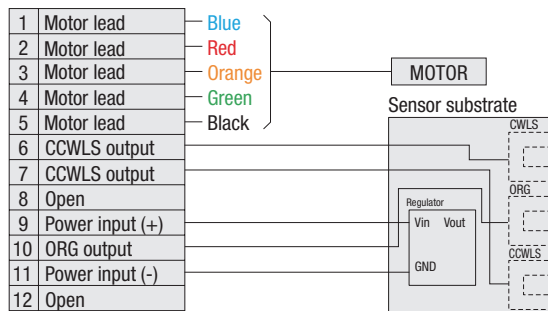 1 Motor lead Blue
2 Motor lead Red
3 Motor lead Orange
4 Motor lead Green
5 Motor lead Black
6 CCWLS output
7 CCWLS output
8 Open
9 Power input (+)
10 ORG output
11 Power input (-)
12 Open
MOTOR
Sensor substrate
CWLS
ORG
CCWLS
Regulator
Vin Vout
GND